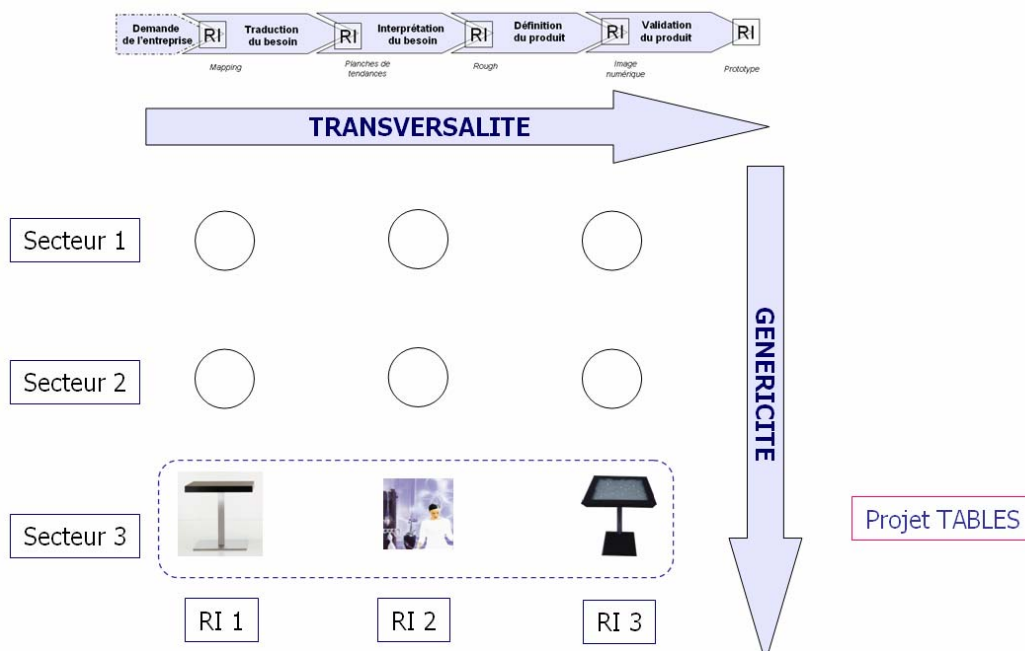 Demande
de l'entreprise
RI
Traduction
du besoin
RI
Interprétation
du besoin
RI
Définition
du produit
RI
Validation
du produit
RI
Mapping
Planches de
tendances
Rough
Image
numérique
Prototype
TRANSVERSALITE
GENERICITE
Secteur 1
Secteur 2
Secteur 3
Projet TABLES
RI 1
RI 2
RI 3